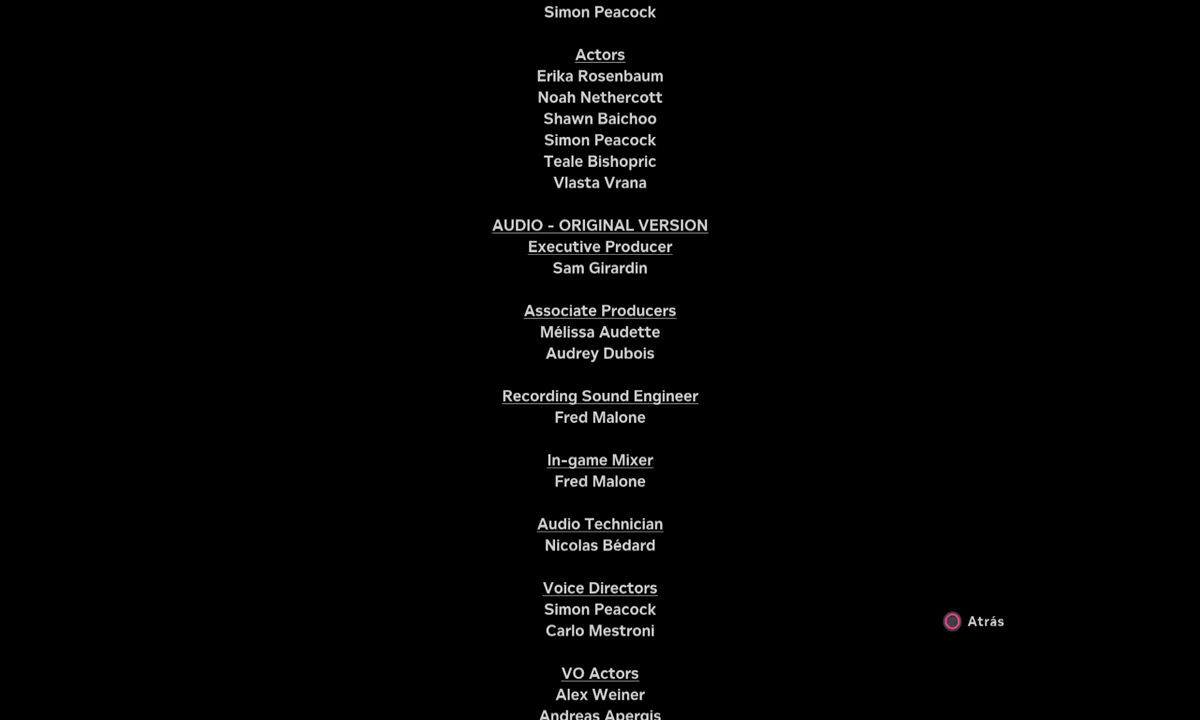 Simon Peacock
Actors
Erika Rosenbaum
Noah Nethercott
Shawn Baichoo
Simon Peacock
Teale Bishopric
Vlasta Vrana
AUDIO - ORIGINAL VERSION
Executive Producer
Sam Girardin
Associate Producers
Mélissa Audette
Audrey Dubois
Recording Sound Engineer
Fred Malone
In-game Mixer
Fred Malone
Audio Technician
Nicolas Bédard
Voice Directors
Simon Peacock
Carlo Mestroni
Atrás
VO Actors
Alex Weiner
Andreas Apergis